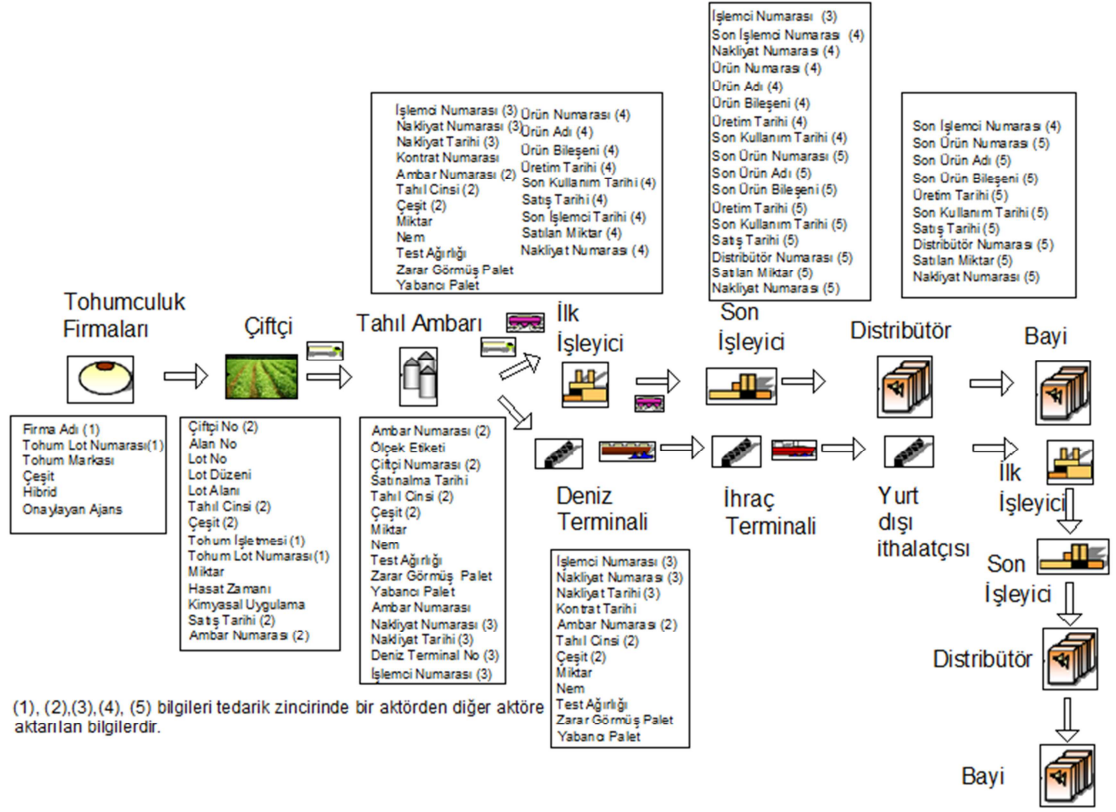 İşlemci Numarası (3)
Son İşlemci Numarası (4)
Nakliyat Numarası (4)
Ürün Numarası (4)
Ürün Adı (4)
Ürün Bileşeni (4)
Üretim Tarihi (4)
Son Kullanım Tarihi (4)
Son Ürün Numarası (5)
Son Ürün Adı (5)
Son Ürün Bileşeni (5)
Üretim Tarihi (5)
Son Kullanım Tarihi (5)
Satış Tarihi (5)
Distribütör Numarası (5)
Satılan Miktar (5)
Nakliyat Numarası (5)
İşlemci Numarası (3)
Nakliyat Numarası (3)
Nakliyat Tarihi (3)
Kontrat Numarası
Ambar Numarası (2)
Tahıl Cinsi (2)
Çeşit (2)
Miktar
Nem
Test Ağırlığı
Zarar Görmüş Palet
Yabancı Palet
Ürün Numarası (4)
Ürün Adı (4)
Ürün Bileşeni (4)
Üretim Tarihi (4)
Son Kullanım Tarihi (4)
Satış Tarihi (4)
Son İşlemci Tarihi (4)
Satılan Miktar (4)
Nakliyat Numarası (4)
Son İşlemci Numarası (4)
Son Ürün Numarası (5)
Son Ürün Adı (5)
Son Ürün Bileşeni (5)
Üretim Tarihi (5)
Son Kullanım Tarihi (5)
Satış Tarihi (5)
Distribütör Numarası (5)
Satılan Miktar (5)
Nakliyat Numarası (5)
Tohumculuk
Firmaları
Çiftçi
Tahıl Ambarı
İlk
İşleyici
Son
İşleyici
Distribütör
Bayi
Firma Adı (1)
Tohum Lot Numarası(1)
Tohum Markası
Çeşit
Hibrid
Onaylayan Ajans
Çiftçi No (2)
Alan No
Lot No
Lot Düzeni
Lot Alanı
Tahıl Cinsi (2)
Çeşit (2)
Tohum İşletmesi (1)
Tohum Lot Numarası(1)
Miktar
Hasat Zamanı
Kimyasal Uygulama
Satış Tarihi (2)
Ambar Numarası (2)
Ambar Numarası (2)
Ölçek Etiketi
Çiftçi Numarası (2)
Satınalma Tarihi
Tahıl Cinsi (2)
Çeşit (2)
Miktar
Nem
Test Ağırlığı
Zarar Görmüş Palet
Yabancı Palet
Ambar Numarası
Nakliyat Numarası (3)
Nakliyat Tarihi (3)
Deniz Terminal No (3)
İşlemci Numarası (3)
Deniz
Terminali
İhraç
Terminali
Yurt
dışı
ithalatçısı
İlk
İşleyici
İşlemci Numarası (3)
Nakliyat Numarası (3)
Nakliyat Tarihi (3)
Kontrat Tarihi
Ambar Numarası (2)
Tahıl Cinsi (2)
Çeşit (2)
Miktar
Nem
Test Ağırlığı
Zarar Görmüş Palet
Yabancı Palet
Son
İşleyici
Distribütör
Bayi
(1), (2),(3),(4), (5) bilgileri tedarik zincirinde bir aktörden diğer aktöre
aktarılan bilgilerdir.